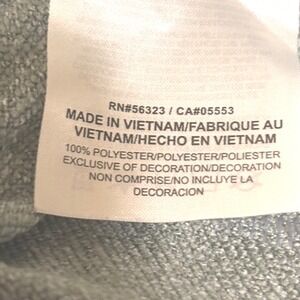 RN#56323 / CA#05553
MADE IN VIETNAM/FABRIQUE AU
VIETNAM/HECHO EN VIETNAM
100% POLYESTER/POLYESTER/POLIESTER
EXCLUSIVE OF DECORATION/DECORATION
NON COMPRISE/NO INCLUYE LA
DECORACION